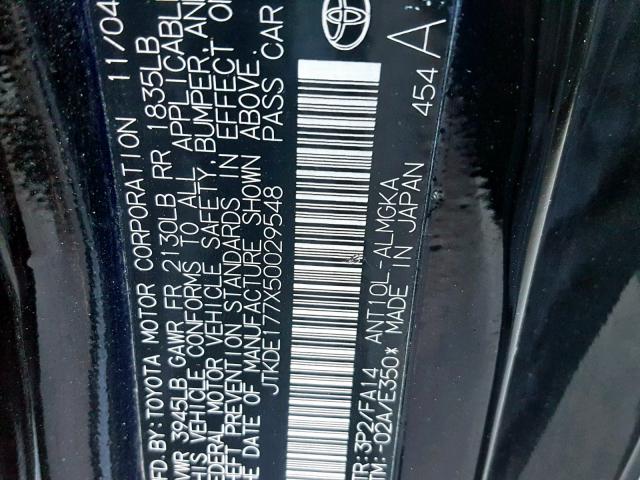 MFD.BY:TOYOTA MOTOR CORPORATION 11/04
GVWR 3945LB GAWR FR 2130LB RR 1835LB
THIS VEHICLE CONFORMS TO ALL APPLICABLE
FEDERAL MOTOR VEHICLE SAFETY,BUMPER,AND
THEFT PREVENTION STANDARDS IN EFFECT ON
THE DATE OF MANUFACTURE SHOWN ABOVE.
JTKDE177X50029548 PASS CAR
TR:3P2/FA14 ANT10L-ALMGKA
TM:-02A/E350* MADE IN JAPAN
454 A